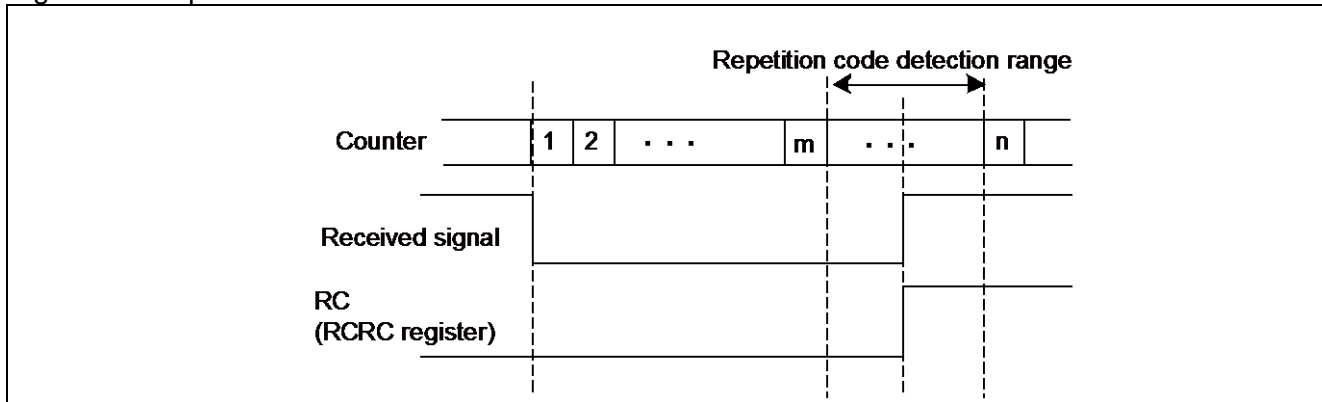 Repetition code detection range
Counter 1 2 . . . m . . . n
Received signal
RC
(RCRC register)